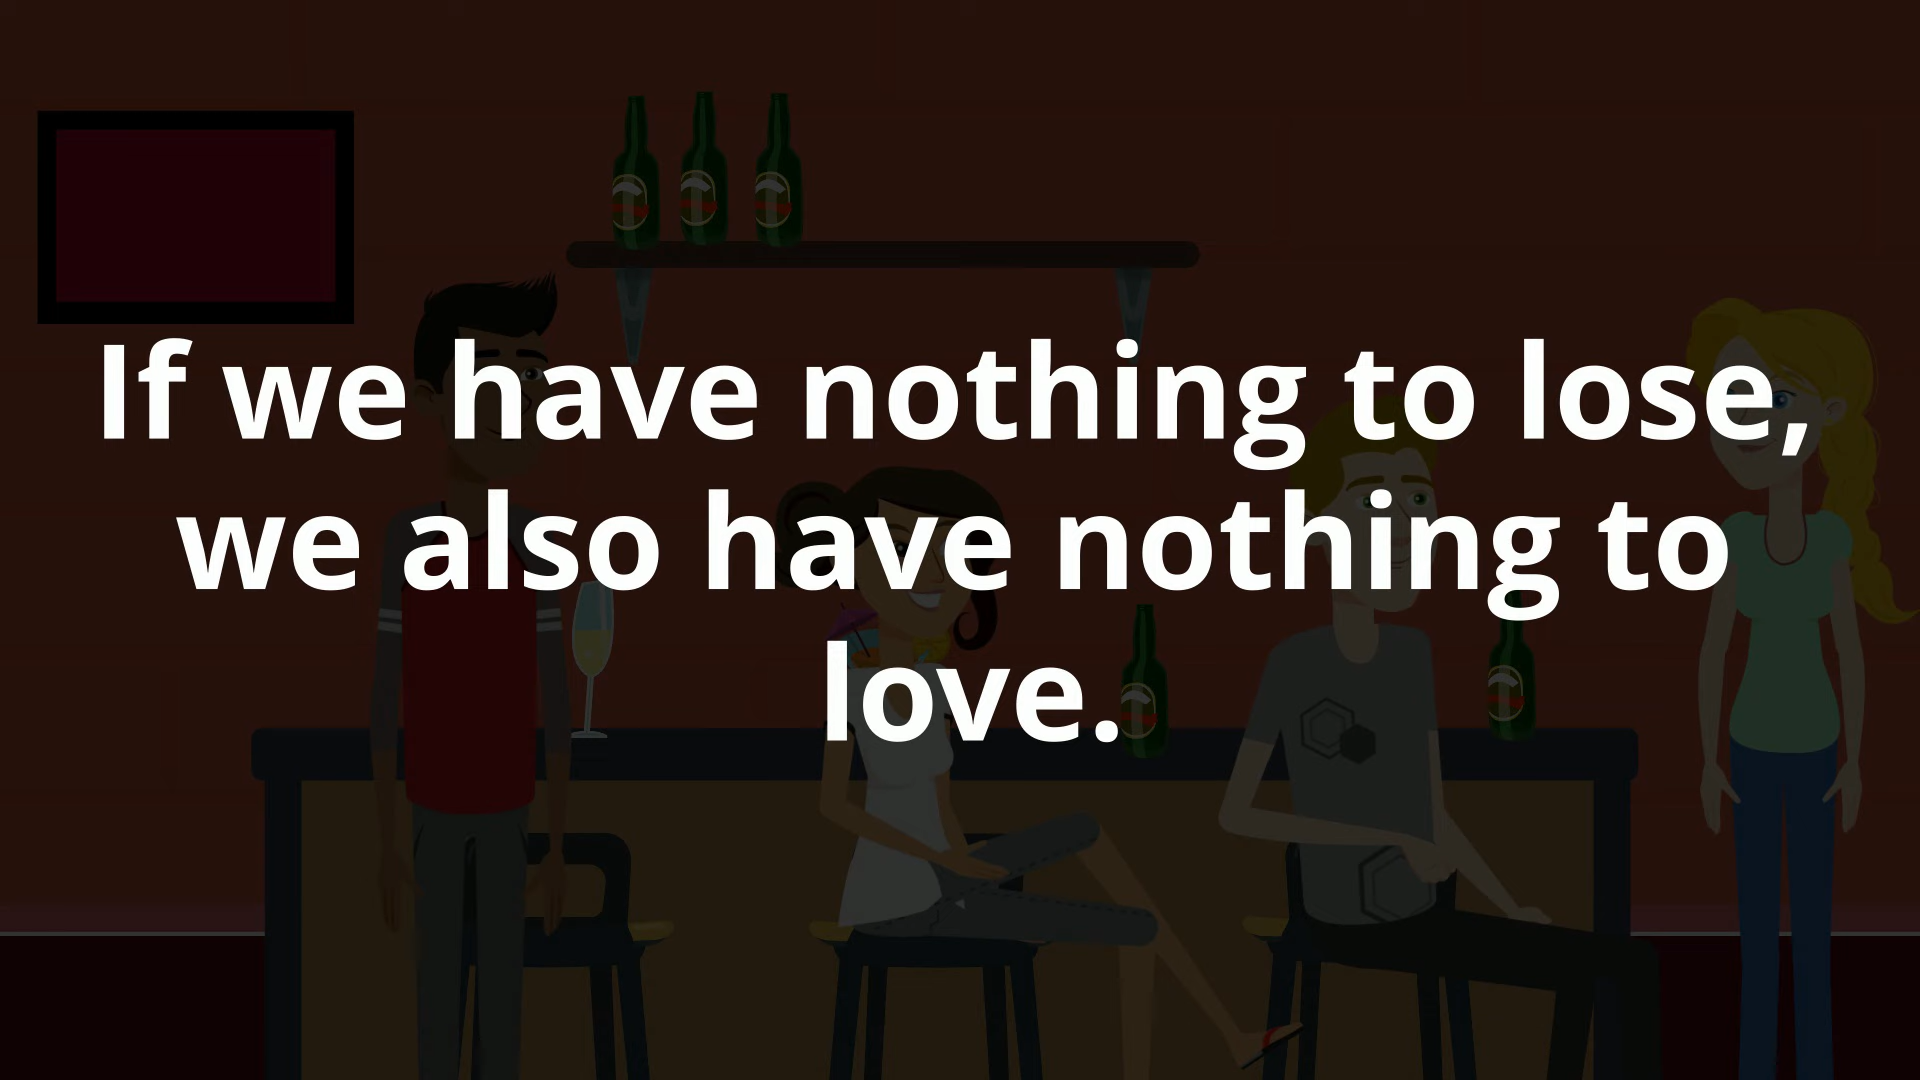 If we have nothing to lose,
we also have nothing to
love.